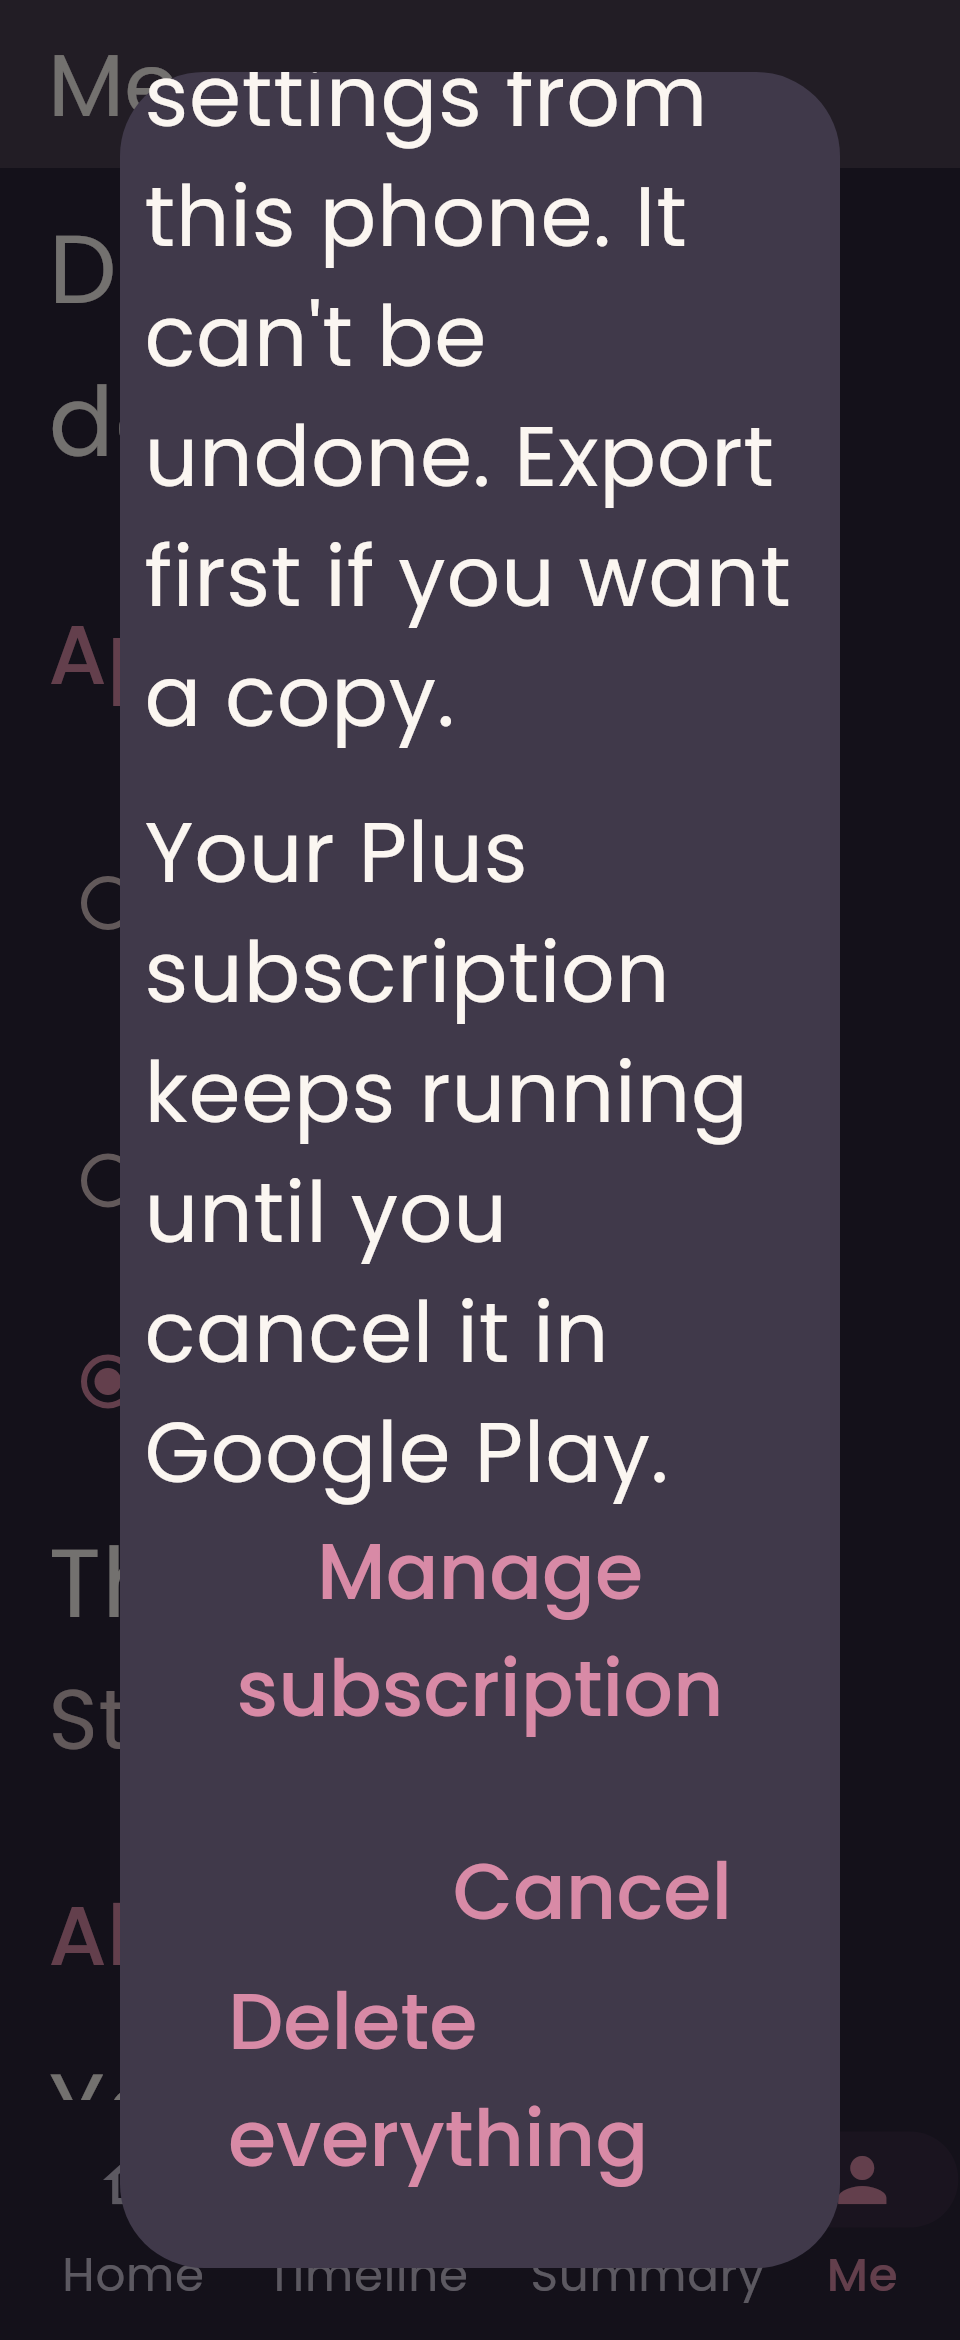 Me
settings from
this phone. It
can't be
undone. Export
first if you want
a copy.
Your Plus
subscription
keeps running
until you
cancel it in
Google Play.
Manage
subscription
Cancel
Delete
everything
Home Timeline Summary Me